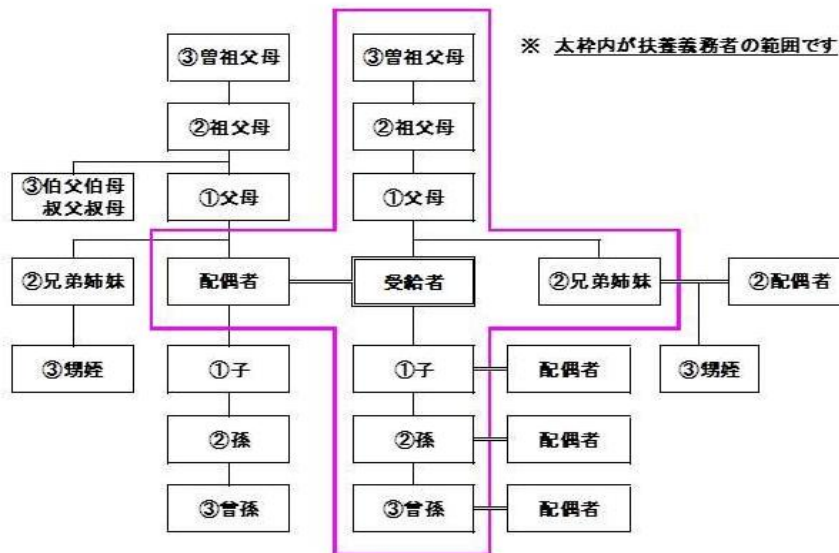 ③曽祖父母
③曽祖父母
※ 太枠内が扶養義務者の範囲です
②祖父母
②祖父母
③伯父伯母
叔父叔母
①父母
①父母
②兄弟姉妹
配偶者
受給者
②兄弟姉妹
②配偶者
③甥姪
①子
①子
配偶者
③甥姪
②孫
②孫
配偶者
③曾孫
③曾孫
配偶者